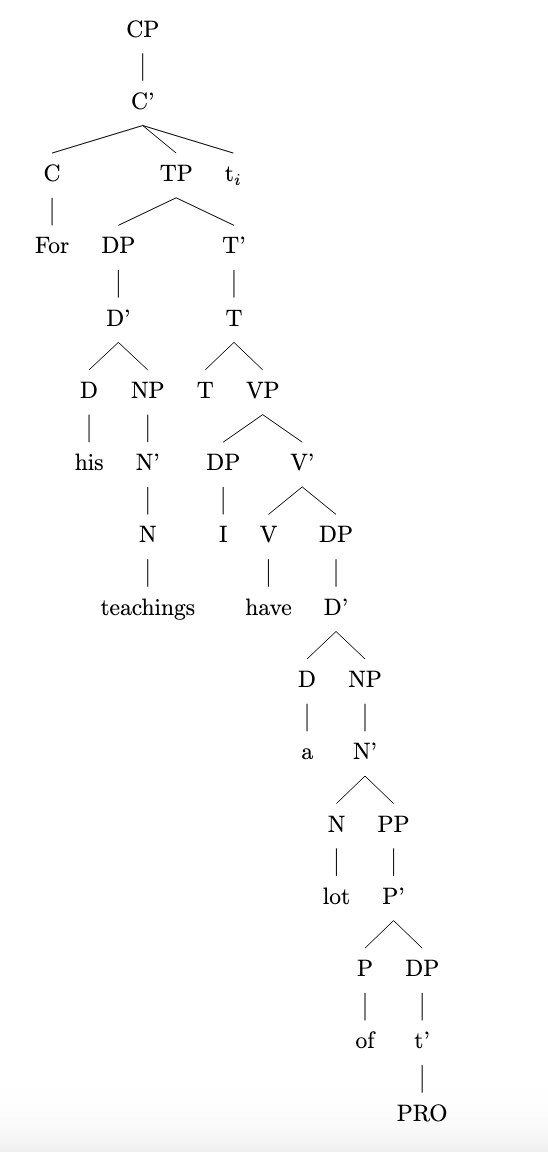 CP
C’
C TP t_i
For DP T’
D’ T
D NP T VP
his N’ DP V’
N I V DP
teachings have D’
D NP
a N’
N PP
lot P’
P DP
of t’
PRO